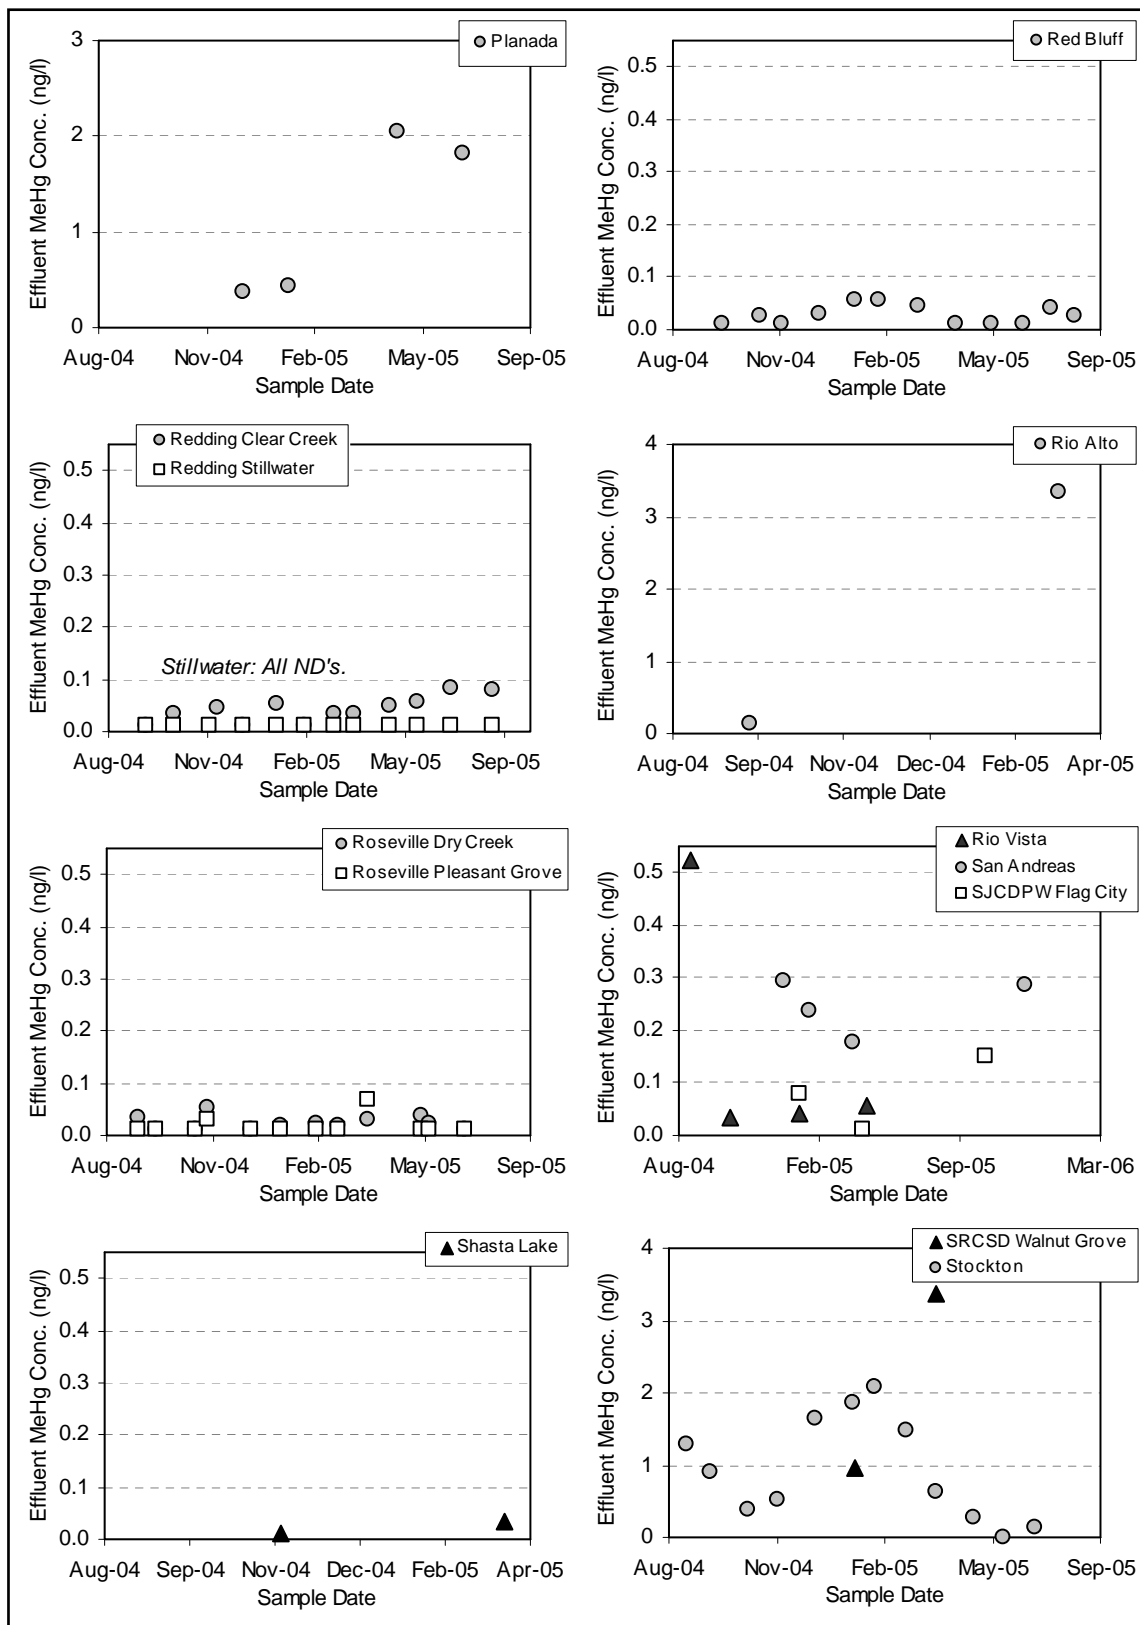 Planada
Effluent MeHg Conc. (ng/l)
3
2
1
0
Aug-04 Nov-04 Feb-05 May-05 Sep-05
Sample Date
Red Bluff
Effluent MeHg Conc. (ng/l)
0.5
0.4
0.3
0.2
0.1
0.0
Aug-04 Nov-04 Feb-05 May-05 Sep-05
Sample Date
Redding Clear Creek
Redding Stillwater
Effluent MeHg Conc. (ng/l)
0.5
0.4
0.3
0.2
0.1
0.0
Stillwater: All ND's.
Aug-04 Nov-04 Feb-05 May-05 Sep-05
Sample Date
Rio Alto
Effluent MeHg Conc. (ng/l)
4
3
2
1
0
Aug-04 Sep-04 Nov-04 Dec-04 Feb-05 Apr-05
Sample Date
Roseville Dry Creek
Roseville Pleasant Grove
Effluent MeHg Conc. (ng/l)
0.5
0.4
0.3
0.2
0.1
0.0
Aug-04 Nov-04 Feb-05 May-05 Sep-05
Sample Date
Rio Vista
San Andreas
SJCDPW Flag City
Effluent MeHg Conc. (ng/l)
0.5
0.4
0.3
0.2
0.1
0.0
Aug-04 Feb-05 Sep-05 Mar-06
Sample Date
Shasta Lake
Effluent MeHg Conc. (ng/l)
0.5
0.4
0.3
0.2
0.1
0.0
Aug-04 Sep-04 Nov-04 Dec-04 Feb-05 Apr-05
Sample Date
SRCSD Walnut Grove
Stockton
Effluent MeHg Conc. (ng/l)
4
3
2
1
0
Aug-04 Nov-04 Feb-05 May-05 Sep-05
Sample Date